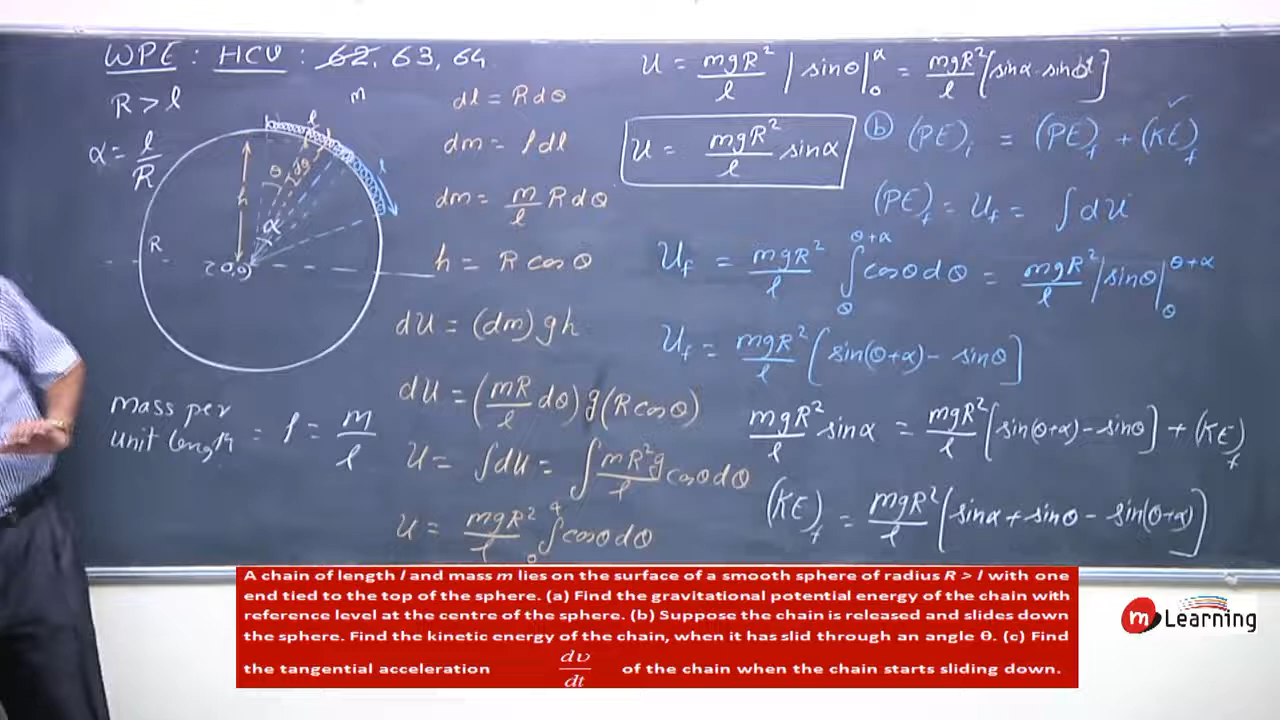 WPE : HCV : 62, 63, 64
R > l
α = l/R
m
l
h
θ
dθ
α
R
(0,0)
l
mass per
unit length = ρ = m/l
dl = R dθ
dm = ρ dl
dm = m/l R dθ
h = R cos θ
dU = (dm) g h
dU = (mR/l dθ) g (R cos θ)
U = ∫dU = ∫ mR²g/l cos θ dθ
U = mgR²/l ∫₀^α cos θ dθ
U = mgR²/l |sin θ|₀^α = mgR²/l [sin α - sin 0]
U = mgR²/l sin α
(b) (PE)i = (PE)f + (KE)f
(PE)f = Uf = ∫ dU
Uf = mgR²/l ∫_θ^(θ+α) cos θ dθ = mgR²/l |sin θ|_θ^(θ+α)
Uf = mgR²/l [sin(θ+α) - sin θ]
mgR²/l sin α = mgR²/l [sin(θ+α) - sin θ] + (KE)f
(KE)f = mgR²/l [sin α + sin θ - sin(θ+α)]
A chain of length l and mass m lies on the surface of a smooth sphere of radius R > l with one
end tied to the top of the sphere. (a) Find the gravitational potential energy of the chain with
reference level at the centre of the sphere. (b) Suppose the chain is released and slides down
the sphere. Find the kinetic energy of the chain, when it has slid through an angle θ. (c) Find
the tangential acceleration dv/dt of the chain when the chain starts sliding down.
m Learning